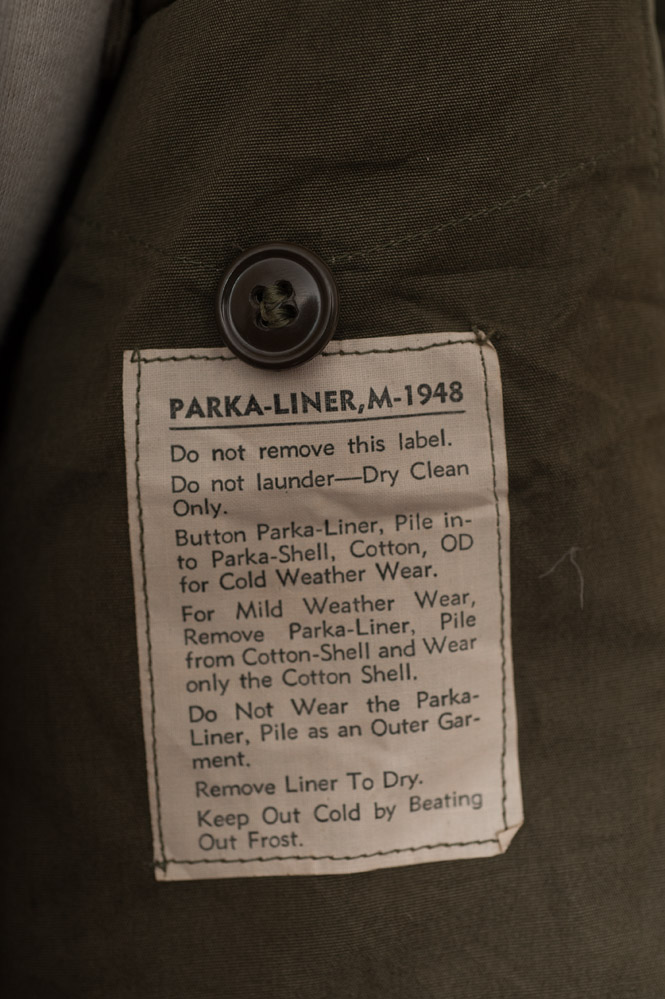 PARKA-LINER, M-1948
Do not remove this label.
Do not launder—Dry Clean
Only.
Button Parka-Liner, Pile in-
to Parka-Shell, Cotton, OD
for Cold Weather Wear.
For Mild Weather Wear,
Remove Parka-Liner, Pile
from Cotton-Shell and Wear
only the Cotton Shell.
Do Not Wear the Parka-
Liner, Pile as an Outer Gar-
ment.
Remove Liner To Dry.
Keep Out Cold by Beating
Out Frost.